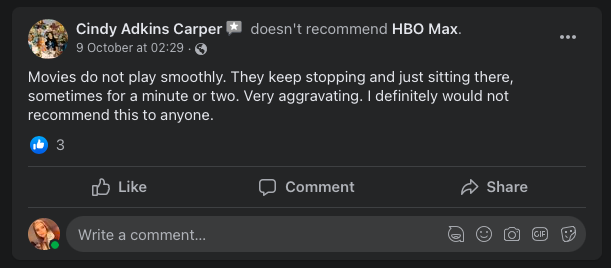 Cindy Adkins Carper doesn't recommend HBO Max.
9 October at 02:29 ·
Movies do not play smoothly. They keep stopping and just sitting there,
sometimes for a minute or two. Very aggravating. I definitely would not
recommend this to anyone.
3
Like Comment Share
Write a comment... GIF